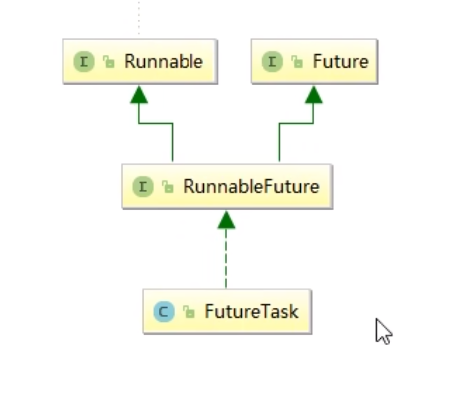 I Runnable
I Future
I RunnableFuture
C FutureTask